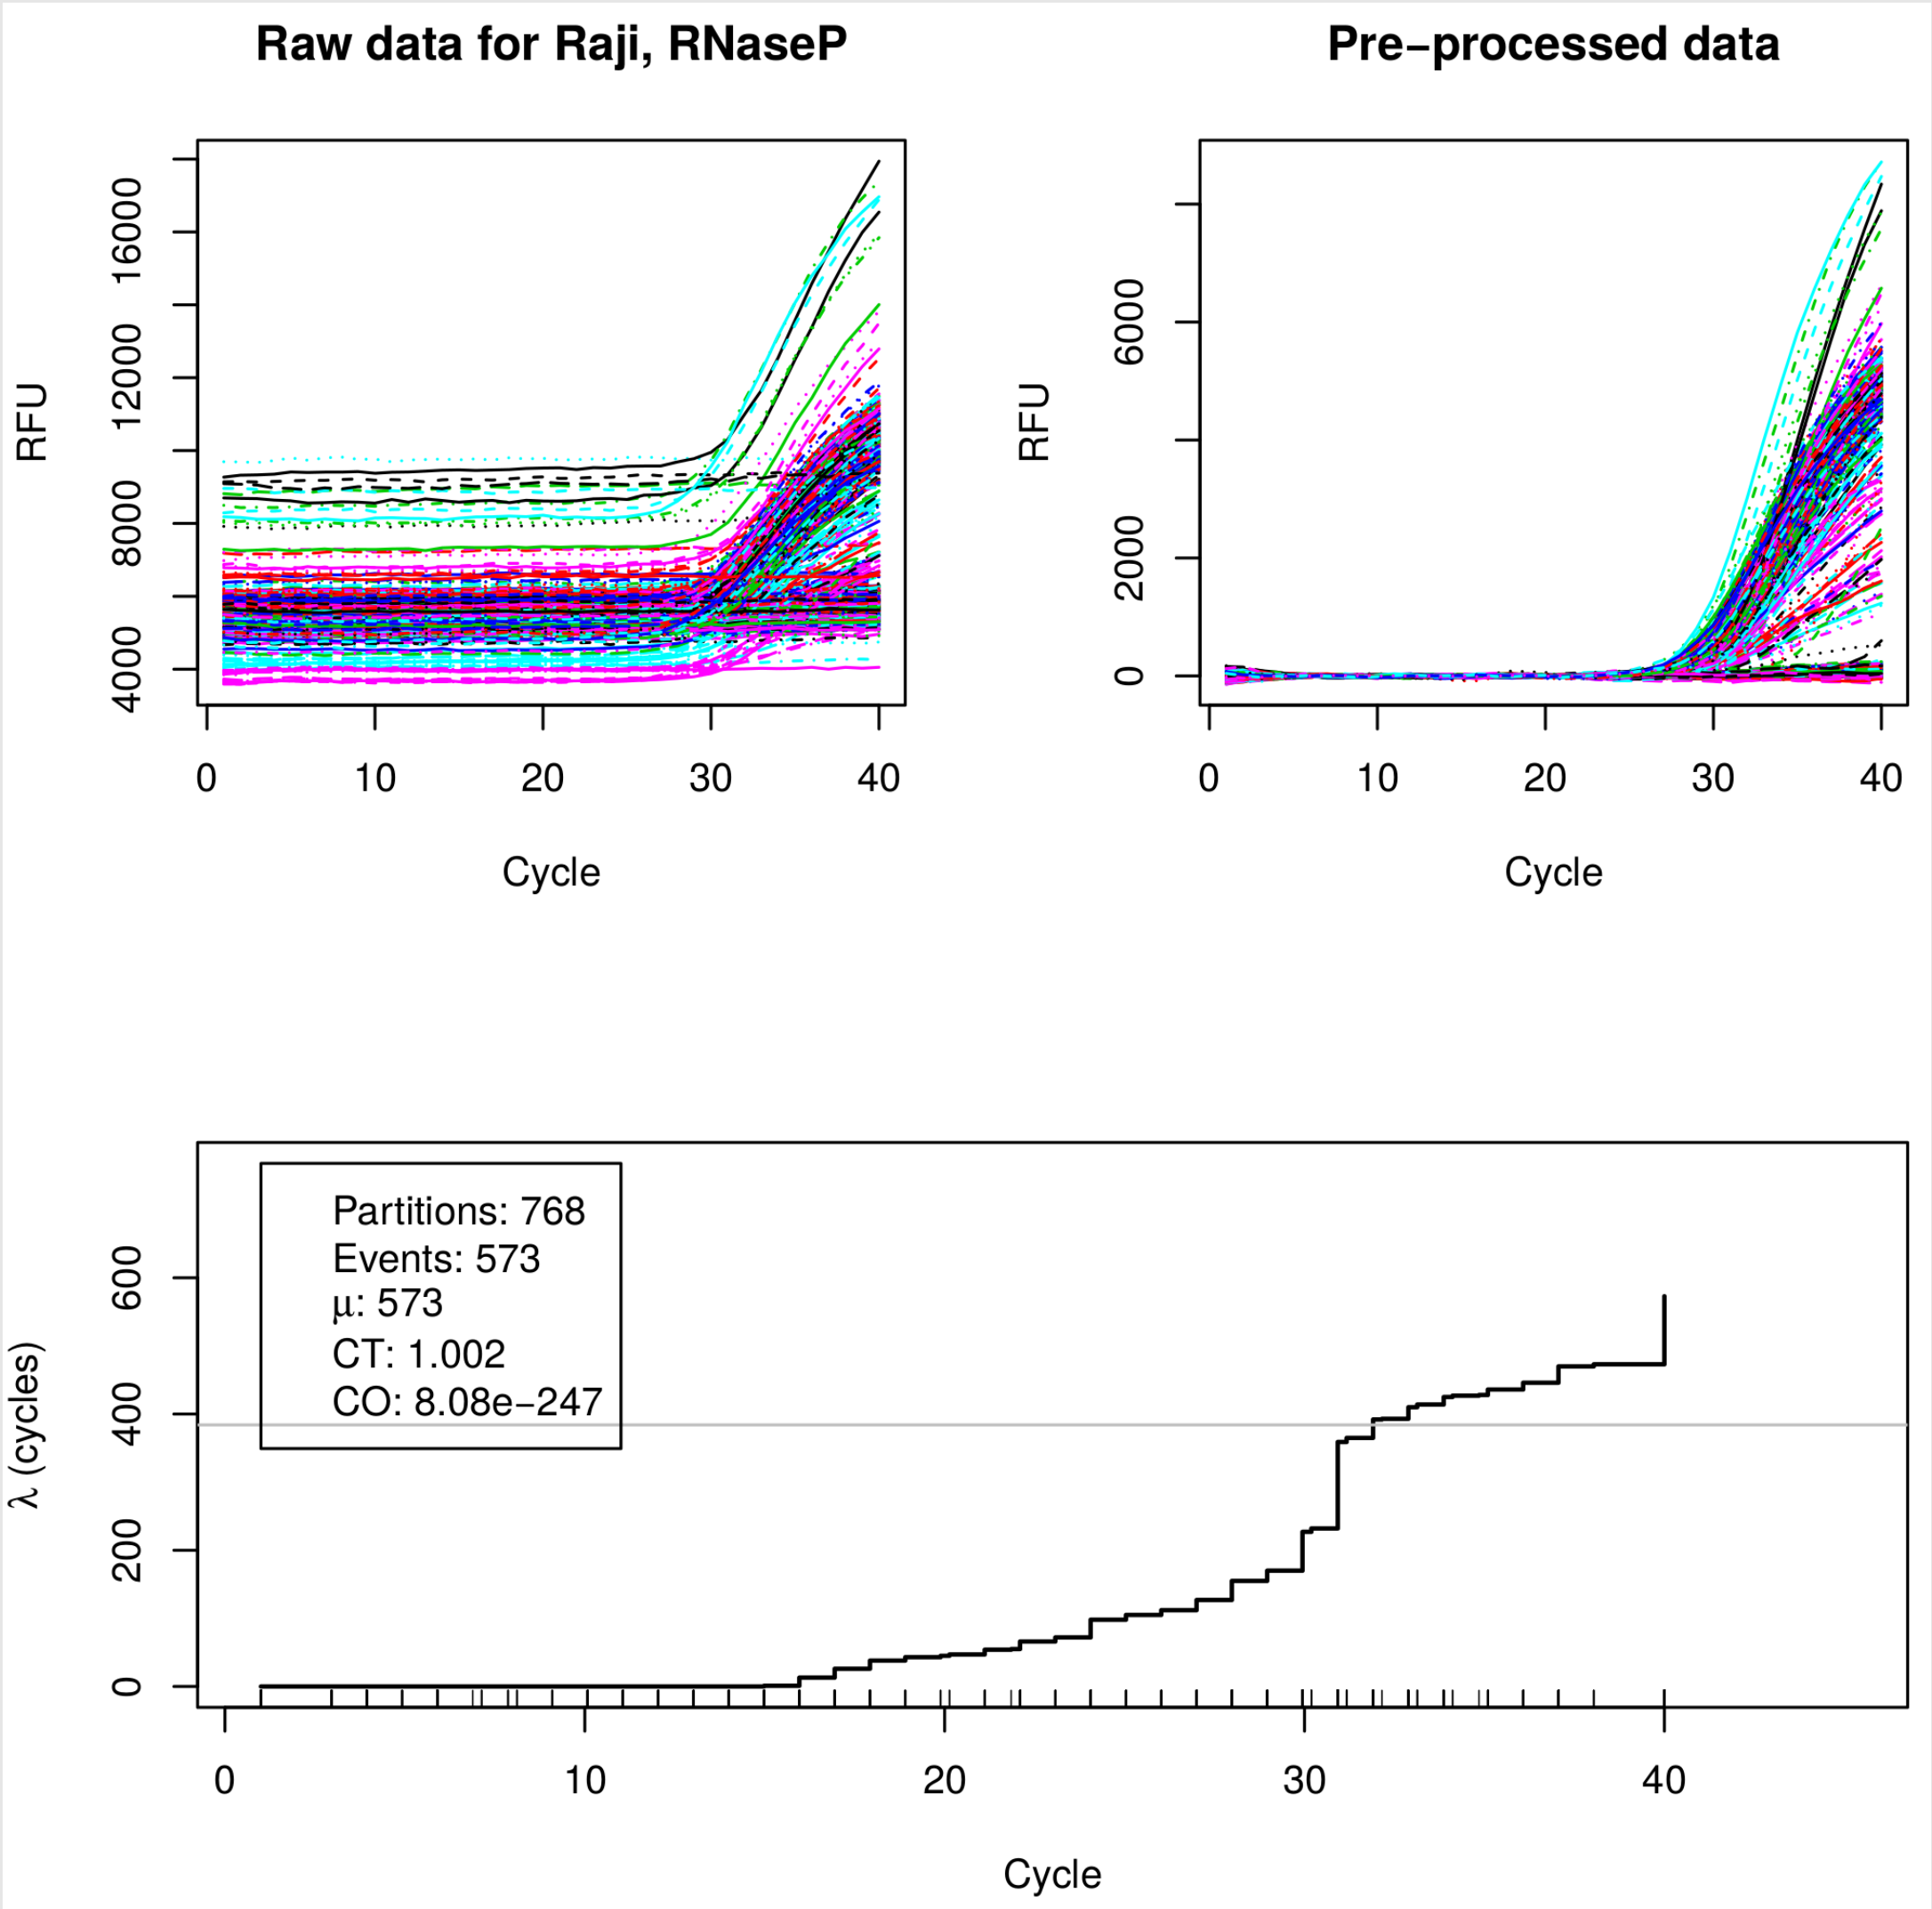 Raw data for Raji, RNaseP
Pre−processed data
RFU
4000
8000
12000
16000
0
10
20
30
40
Cycle
RFU
0
2000
6000
0
10
20
30
40
Cycle
Partitions: 768
Events: 573
μ: 573
CT: 1.002
CO: 8.08e−247
λ (cycles)
0
200
400
600
0
10
20
30
40
Cycle